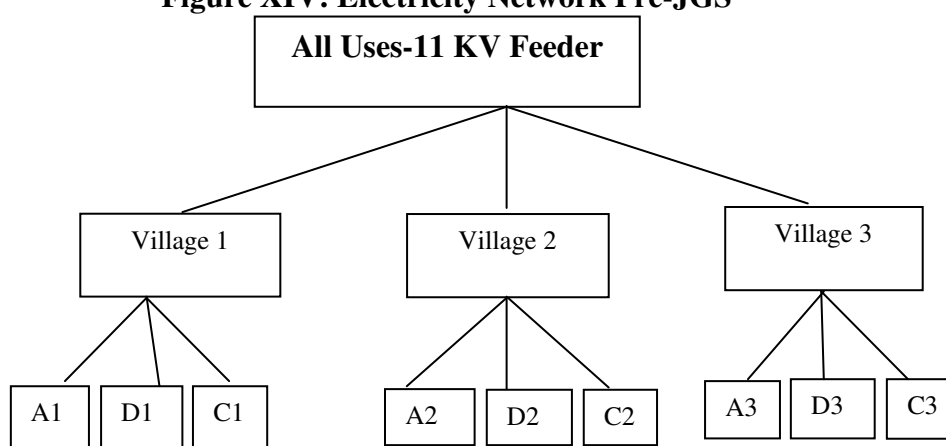 Figure XIV: Electricity Network Pre-JGS
All Uses-11 KV Feeder
Village 1
Village 2
Village 3
A1 D1 C1
A2 D2 C2
A3 D3 C3